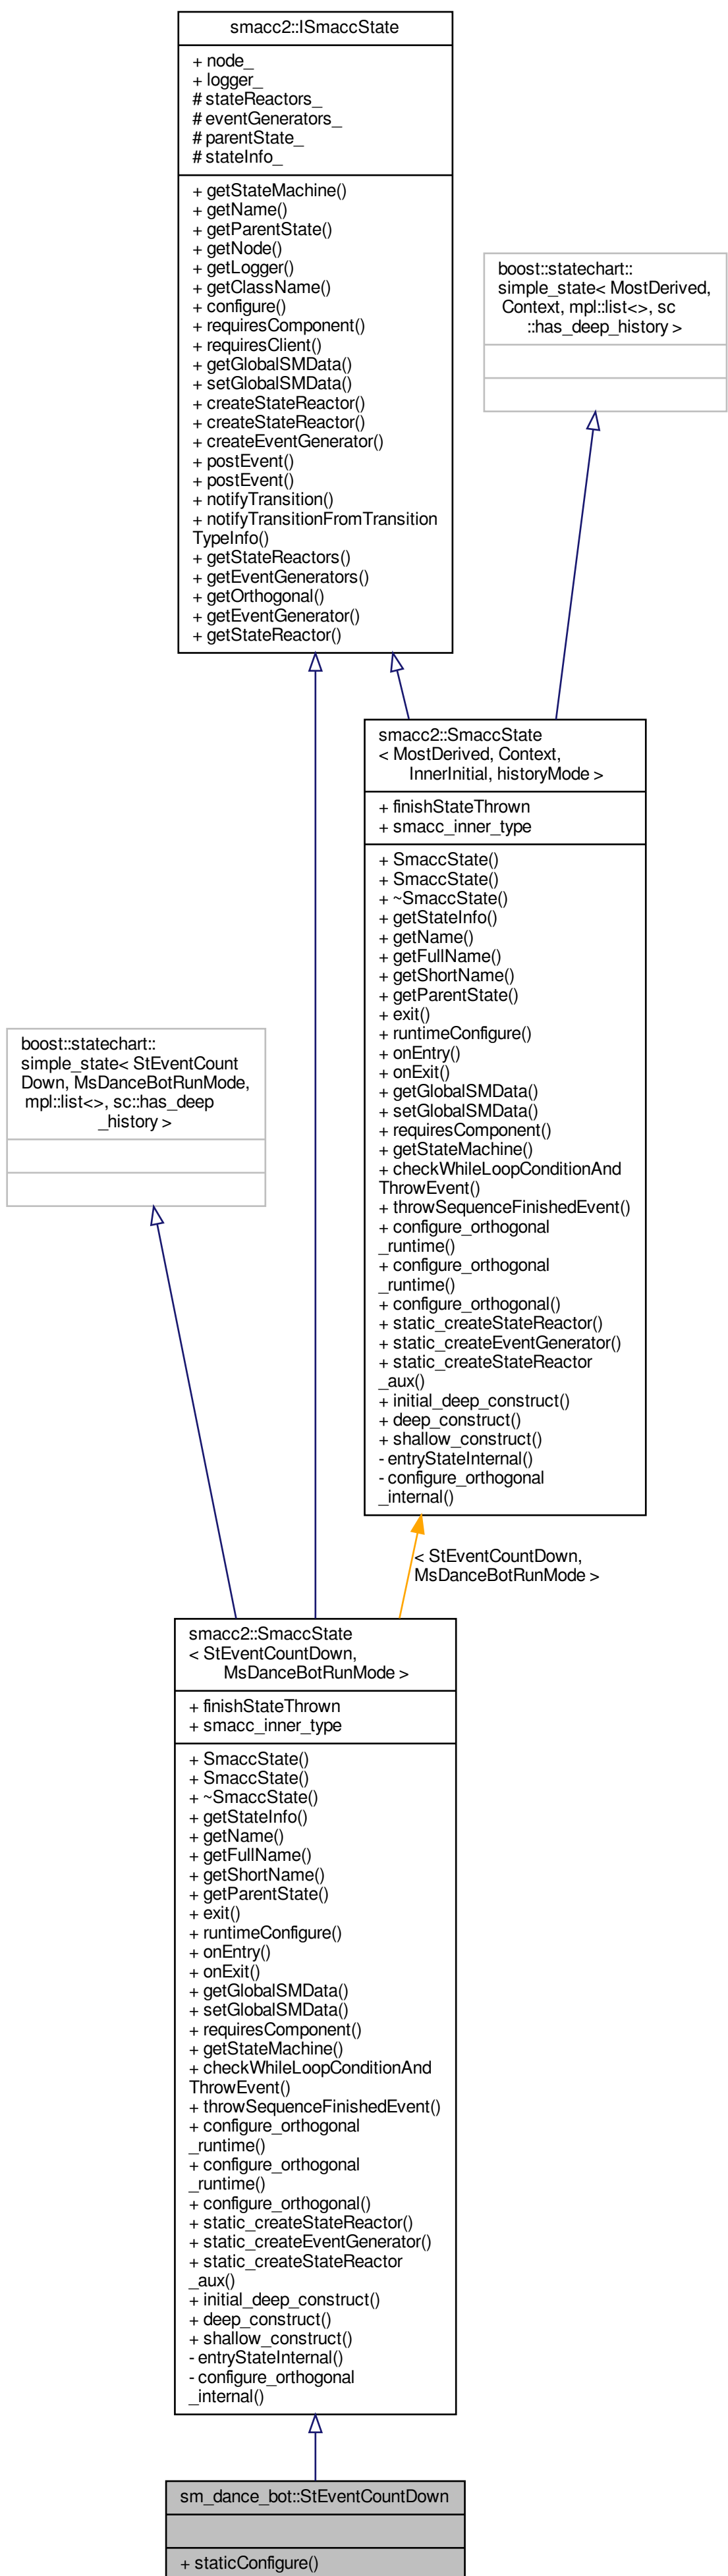 smacc2::ISmaccState
+ node_
+ logger_
# stateReactors_
# eventGenerators_
# parentState_
# stateInfo_
+ getStateMachine()
+ getName()
+ getParentState()
+ getNode()
+ getLogger()
+ getClassName()
+ configure()
+ requiresComponent()
+ requiresClient()
+ getGlobalSMData()
+ setGlobalSMData()
+ createStateReactor()
+ createStateReactor()
+ createEventGenerator()
+ postEvent()
+ postEvent()
+ notifyTransition()
+ notifyTransitionFromTransition
TypeInfo()
+ getStateReactors()
+ getEventGenerators()
+ getOrthogonal()
+ getEventGenerator()
+ getStateReactor()
boost::statechart::
simple_state< MostDerived,
Context, mpl::list<>, sc
::has_deep_history >
smacc2::SmaccState
< MostDerived, Context,
InnerInitial, historyMode >
+ finishStateThrown
+ smacc_inner_type
+ SmaccState()
+ SmaccState()
+ ~SmaccState()
+ getStateInfo()
+ getName()
+ getFullName()
+ getShortName()
+ getParentState()
+ exit()
+ runtimeConfigure()
+ onEntry()
+ onExit()
+ getGlobalSMData()
+ setGlobalSMData()
+ requiresComponent()
+ getStateMachine()
+ checkWhileLoopConditionAnd
ThrowEvent()
+ throwSequenceFinishedEvent()
+ configure_orthogonal
_runtime()
+ configure_orthogonal
_runtime()
+ configure_orthogonal()
+ static_createStateReactor()
+ static_createEventGenerator()
+ static_createStateReactor
_aux()
+ initial_deep_construct()
+ deep_construct()
+ shallow_construct()
- entryStateInternal()
- configure_orthogonal
_internal()
boost::statechart::
simple_state< StEventCount
Down, MsDanceBotRunMode,
mpl::list<>, sc::has_deep
_history >
< StEventCountDown,
MsDanceBotRunMode >
smacc2::SmaccState
< StEventCountDown,
MsDanceBotRunMode >
+ finishStateThrown
+ smacc_inner_type
+ SmaccState()
+ SmaccState()
+ ~SmaccState()
+ getStateInfo()
+ getName()
+ getFullName()
+ getShortName()
+ getParentState()
+ exit()
+ runtimeConfigure()
+ onEntry()
+ onExit()
+ getGlobalSMData()
+ setGlobalSMData()
+ requiresComponent()
+ getStateMachine()
+ checkWhileLoopConditionAnd
ThrowEvent()
+ throwSequenceFinishedEvent()
+ configure_orthogonal
_runtime()
+ configure_orthogonal
_runtime()
+ configure_orthogonal()
+ static_createStateReactor()
+ static_createEventGenerator()
+ static_createStateReactor
_aux()
+ initial_deep_construct()
+ deep_construct()
+ shallow_construct()
- entryStateInternal()
- configure_orthogonal
_internal()
sm_dance_bot::StEventCountDown
+ staticConfigure()